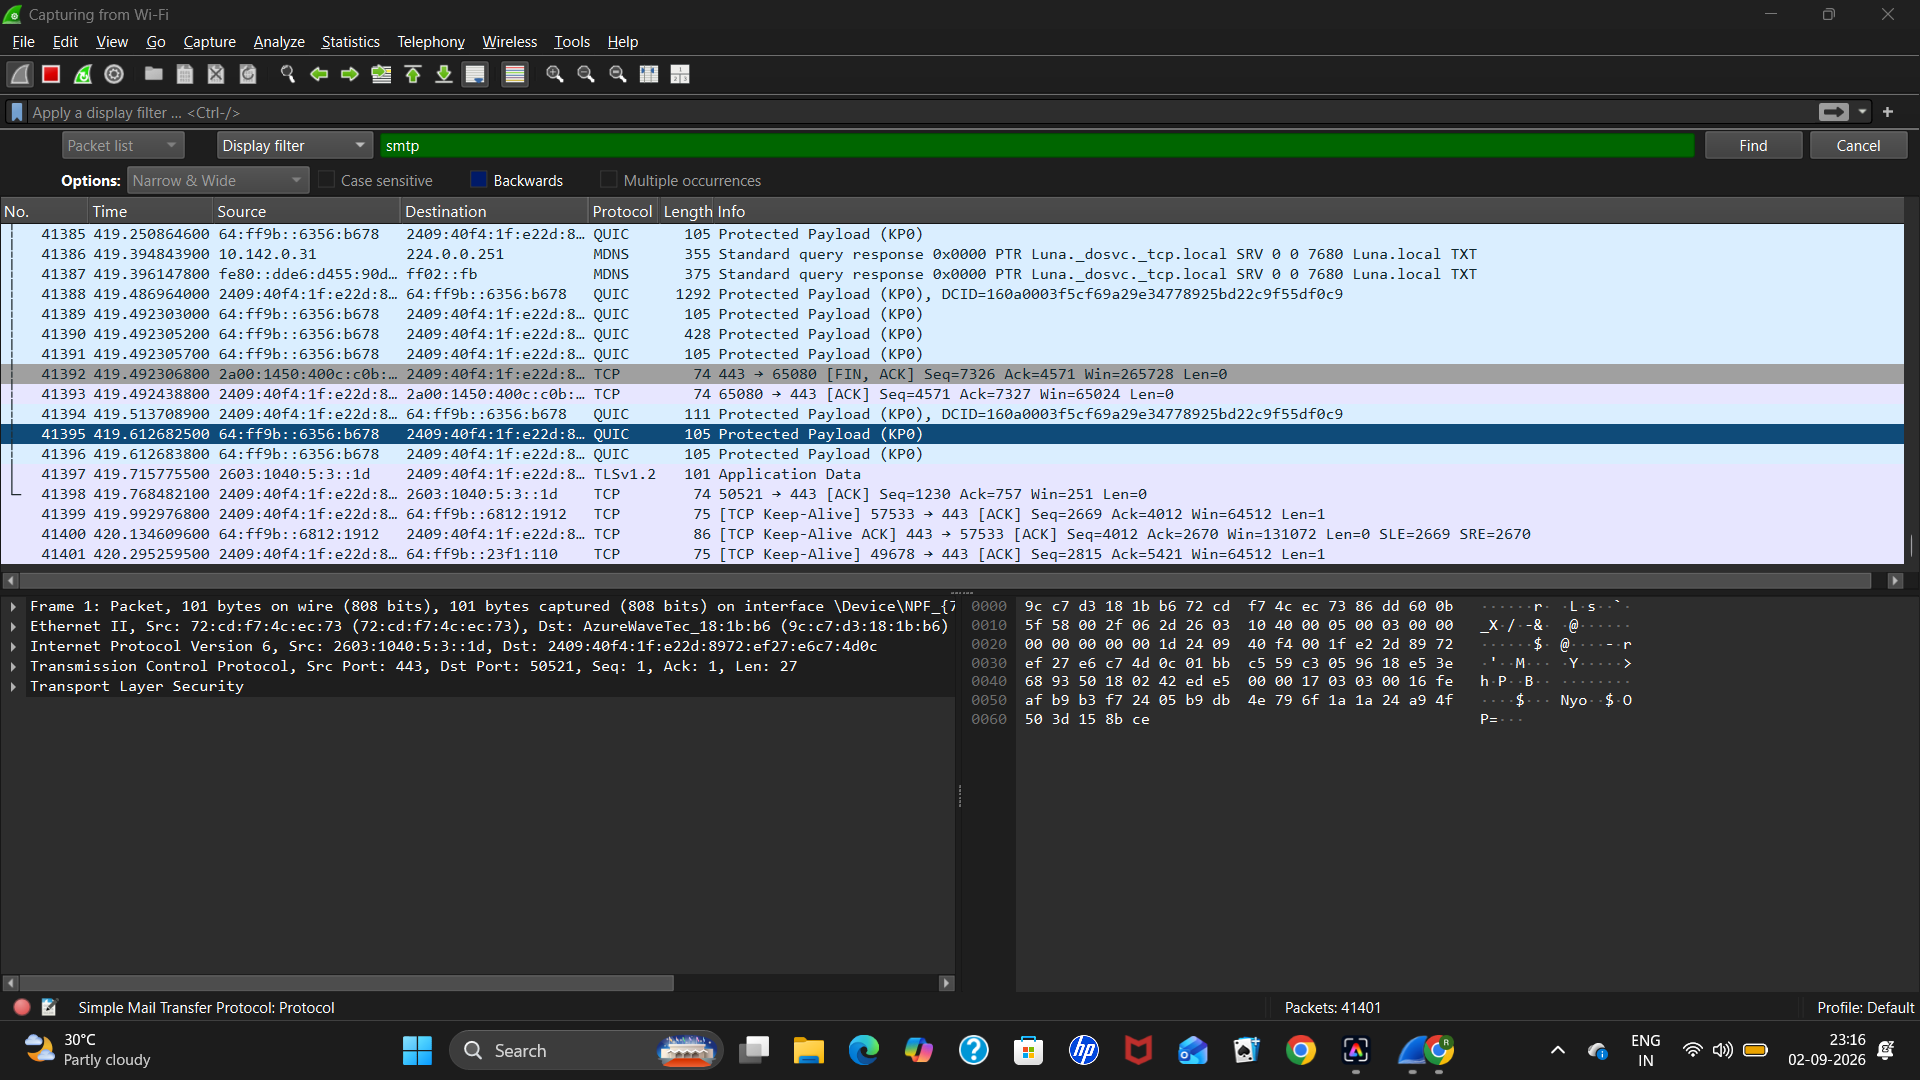 Capturing from Wi-Fi
File Edit View Go Capture Analyze Statistics Telephony Wireless Tools Help
Apply a display filter … <Ctrl-/>
Packet list Display filter smtp Find Cancel
Options: Narrow & Wide Case sensitive Backwards Multiple occurrences
No. Time Source Destination Protocol Length Info
41385 419.250864600 64:ff9b::6356:b678 2409:40f4:1f:e22d:8… QUIC 105 Protected Payload (KP0)
41386 419.394843900 10.142.0.31 224.0.0.251 MDNS 355 Standard query response 0x0000 PTR Luna._dosvc._tcp.local SRV 0 0 7680 Luna.local TXT
41387 419.396147800 fe80::dde6:d455:90d… ff02::fb MDNS 375 Standard query response 0x0000 PTR Luna._dosvc._tcp.local SRV 0 0 7680 Luna.local TXT
41388 419.486964000 2409:40f4:1f:e22d:8… 64:ff9b::6356:b678 QUIC 1292 Protected Payload (KP0), DCID=160a0003f5cf69a29e34778925bd22c9f55df0c9
41389 419.492303000 64:ff9b::6356:b678 2409:40f4:1f:e22d:8… QUIC 105 Protected Payload (KP0)
41390 419.492305200 64:ff9b::6356:b678 2409:40f4:1f:e22d:8… QUIC 428 Protected Payload (KP0)
41391 419.492305700 64:ff9b::6356:b678 2409:40f4:1f:e22d:8… QUIC 105 Protected Payload (KP0)
41392 419.492306800 2a00:1450:400c:c0b:… 2409:40f4:1f:e22d:8… TCP 74 443 → 65080 [FIN, ACK] Seq=7326 Ack=4571 Win=265728 Len=0
41393 419.492438800 2409:40f4:1f:e22d:8… 2a00:1450:400c:c0b:… TCP 74 65080 → 443 [ACK] Seq=4571 Ack=7327 Win=65024 Len=0
41394 419.513708900 2409:40f4:1f:e22d:8… 64:ff9b::6356:b678 QUIC 111 Protected Payload (KP0), DCID=160a0003f5cf69a29e34778925bd22c9f55df0c9
41395 419.612682500 64:ff9b::6356:b678 2409:40f4:1f:e22d:8… QUIC 105 Protected Payload (KP0)
41396 419.612683800 64:ff9b::6356:b678 2409:40f4:1f:e22d:8… QUIC 105 Protected Payload (KP0)
41397 419.715775500 2603:1040:5:3::1d 2409:40f4:1f:e22d:8… TLSv1.2 101 Application Data
41398 419.768482100 2409:40f4:1f:e22d:8… 2603:1040:5:3::1d TCP 74 50521 → 443 [ACK] Seq=1230 Ack=757 Win=251 Len=0
41399 419.992976800 2409:40f4:1f:e22d:8… 64:ff9b::6812:1912 TCP 75 [TCP Keep-Alive] 57533 → 443 [ACK] Seq=2669 Ack=4012 Win=64512 Len=1
41400 420.134609600 64:ff9b::6812:1912 2409:40f4:1f:e22d:8… TCP 86 [TCP Keep-Alive ACK] 443 → 57533 [ACK] Seq=4012 Ack=2670 Win=131072 Len=0 SLE=2669 SRE=2670
41401 420.295259500 2409:40f4:1f:e22d:8… 64:ff9b::23f1:110 TCP 75 [TCP Keep-Alive] 49678 → 443 [ACK] Seq=2815 Ack=5421 Win=64512 Len=1
Frame 1: Packet, 101 bytes on wire (808 bits), 101 bytes captured (808 bits) on interface \Device\NPF_{7
Ethernet II, Src: 72:cd:f7:4c:ec:73 (72:cd:f7:4c:ec:73), Dst: AzureWaveTec_18:1b:b6 (9c:c7:d3:18:1b:b6)
Internet Protocol Version 6, Src: 2603:1040:5:3::1d, Dst: 2409:40f4:1f:e22d:8972:ef27:e6c7:4d0c
Transmission Control Protocol, Src Port: 443, Dst Port: 50521, Seq: 1, Ack: 1, Len: 27
Transport Layer Security
0000 9c c7 d3 18 1b b6 72 cd f7 4c ec 73 86 dd 60 0b ······r· ·L·s··`·
0010 5f 58 00 2f 06 2d 26 03 10 40 00 05 00 03 00 00 _X·/·-&· ·@······
0020 00 00 00 00 00 1d 24 09 40 f4 00 1f e2 2d 89 72 ······$· @····-·r
0030 ef 27 e6 c7 4d 0c 01 bb c5 59 c3 05 96 18 e5 3e ·'··M··· ·Y·····>
0040 68 93 50 18 02 42 ed e5 00 00 17 03 03 00 16 fe h·P··B·· ········
0050 af b9 b3 f7 24 05 b9 db 4e 79 6f 1a 1a 24 a9 4f ····$··· Nyo··$·O
0060 50 3d 15 8b ce P=···
Simple Mail Transfer Protocol: Protocol Packets: 41401 Profile: Default
30°C
Partly cloudy
Search
hp
R
ENG
IN
23:16
02-09-2026